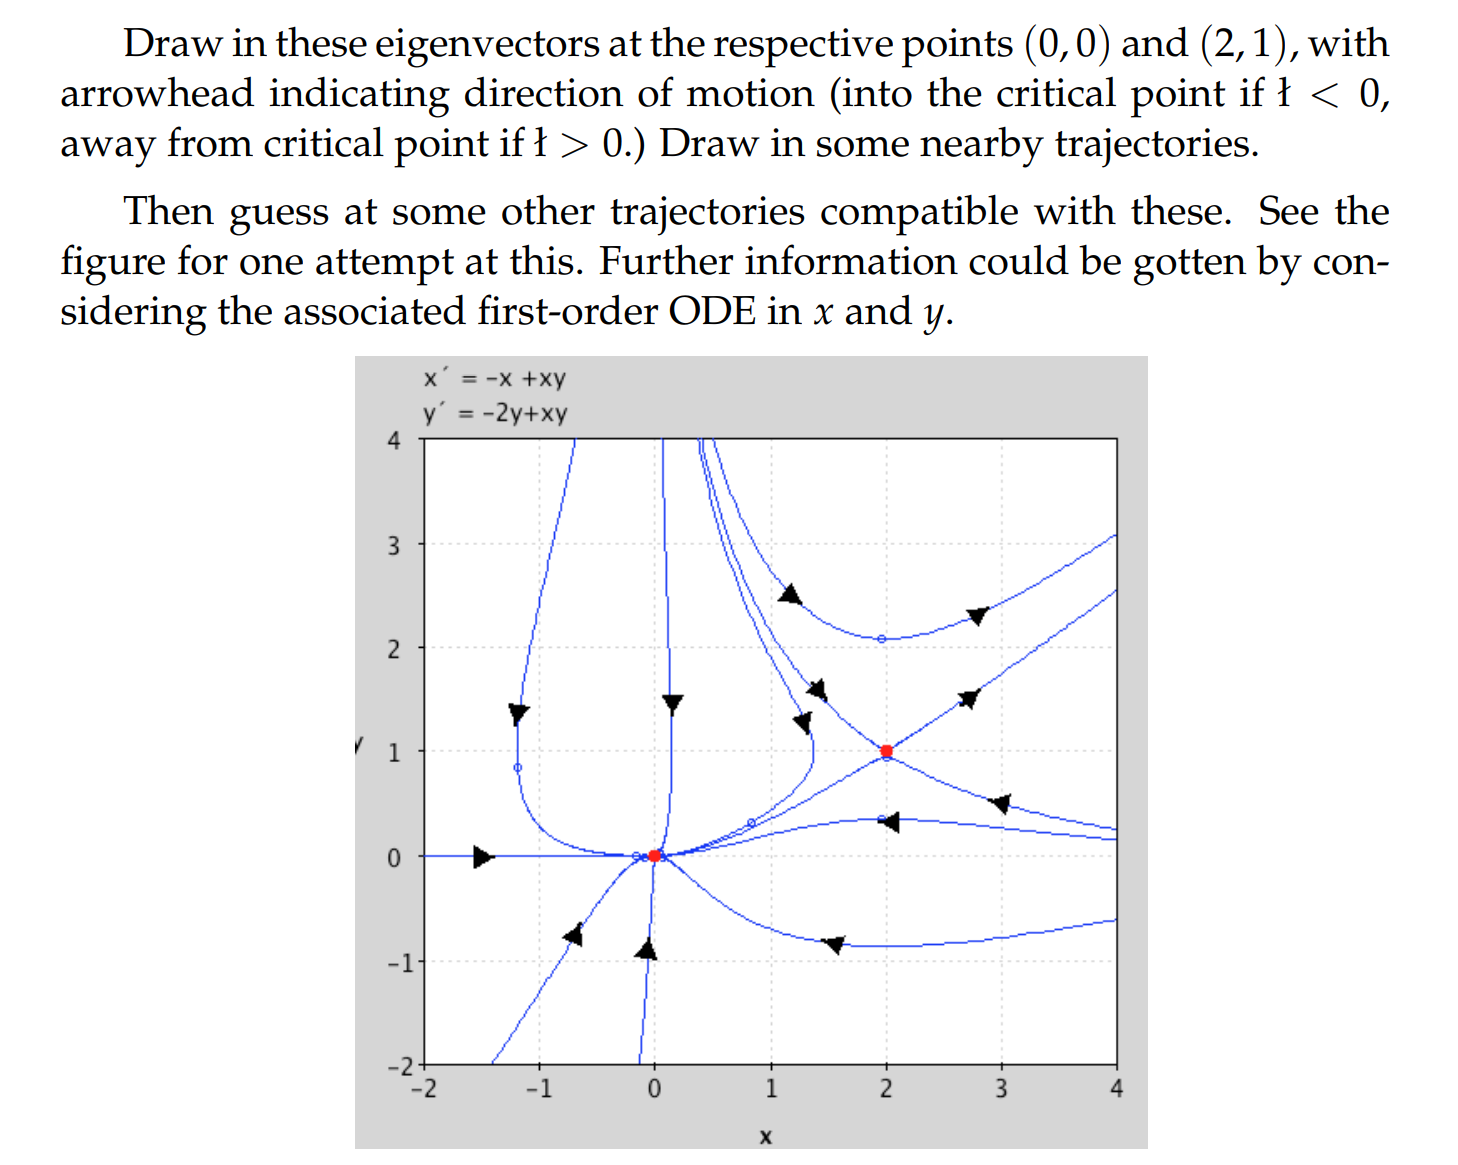 Draw in these eigenvectors at the respective points (0,0) and (2,1), with
arrowhead indicating direction of motion (into the critical point if ł < 0,
away from critical point if ł > 0.) Draw in some nearby trajectories.
Then guess at some other trajectories compatible with these. See the
figure for one attempt at this. Further information could be gotten by con-
sidering the associated first-order ODE in x and y.
x´ = -x +xy
y´ = -2y+xy
4
3
2
y
1
0
-1
-2
-2 -1 0 1 2 3 4
x